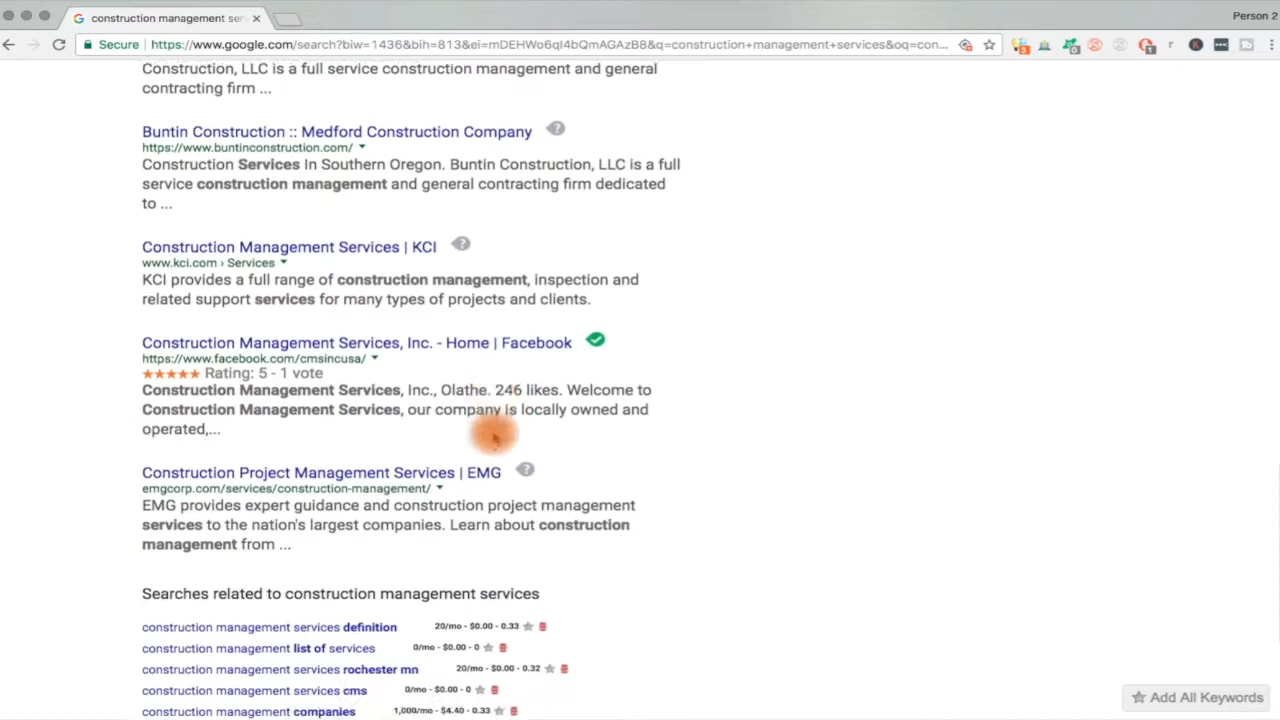 construction management ser
Person 2
Secure
https://www.google.com/search?biw=1436&bih=813&ei=mDEHWo6ql4bQmAGAzB8&q=construction+management+services&oq=con...
Construction, LLC is a full service construction management and general
contracting firm ...
Buntin Construction :: Medford Construction Company
https://www.buntinconstruction.com/
Construction Services In Southern Oregon. Buntin Construction, LLC is a full
service construction management and general contracting firm dedicated
to ...
Construction Management Services | KCI
www.kci.com › Services
KCI provides a full range of construction management, inspection and
related support services for many types of projects and clients.
Construction Management Services, Inc. - Home | Facebook
https://www.facebook.com/cmsincusa/
Rating: 5 - 1 vote
Construction Management Services, Inc., Olathe. 246 likes. Welcome to
Construction Management Services, our company is locally owned and
operated,...
Construction Project Management Services | EMG
emgcorp.com/services/construction-management/
EMG provides expert guidance and construction project management
services to the nation's largest companies. Learn about construction
management from ...
Searches related to construction management services
construction management services definition 20/mo - $0.00 - 0.33
construction management list of services 0/mo - $0.00 - 0
construction management services rochester mn 20/mo - $0.00 - 0.32
construction management services cms 0/mo - $0.00 - 0
construction management companies 1,000/mo - $4.40 - 0.33
Add All Keywords